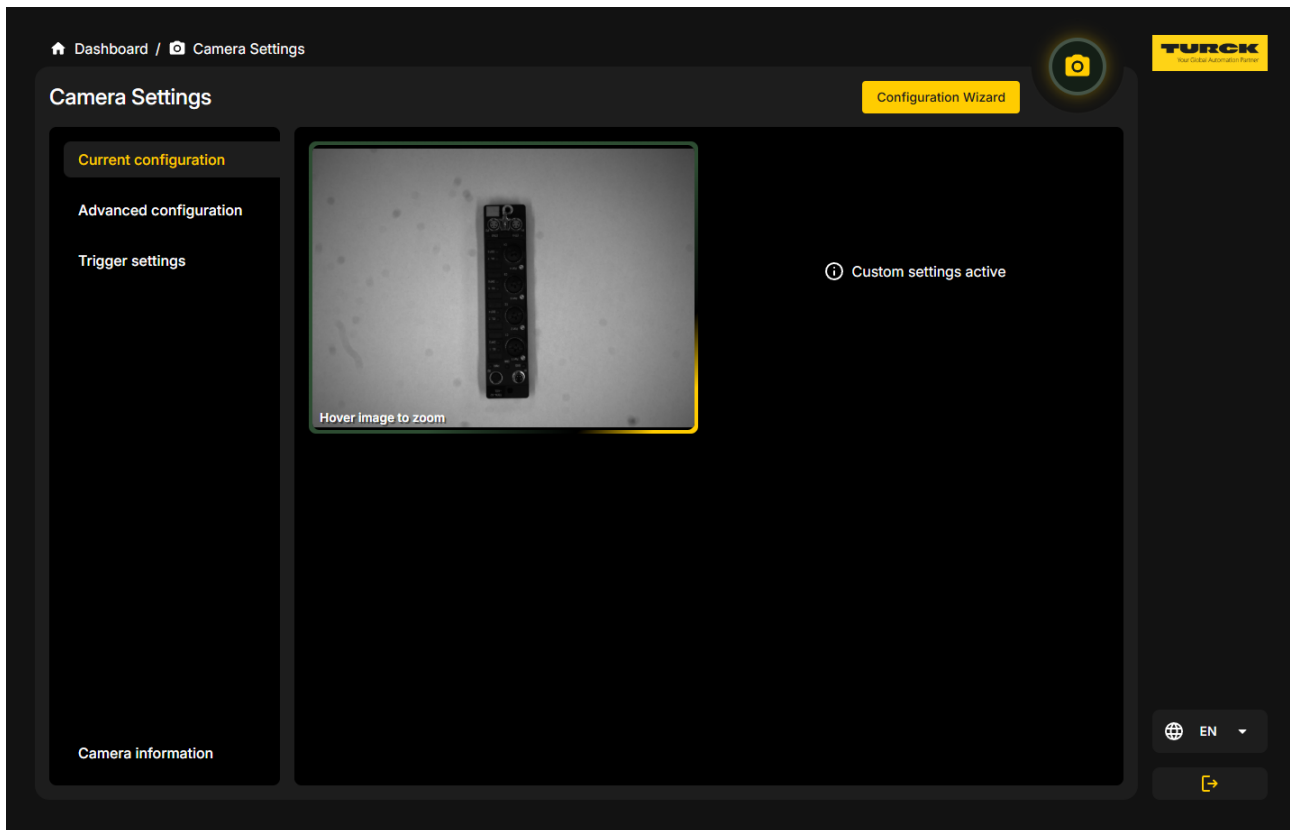 Dashboard / Camera Settings
TURCK
Your Global Automation Partner
Camera Settings
Configuration Wizard
Current configuration
Advanced configuration
Trigger settings
Custom settings active
Hover image to zoom
Camera information
EN